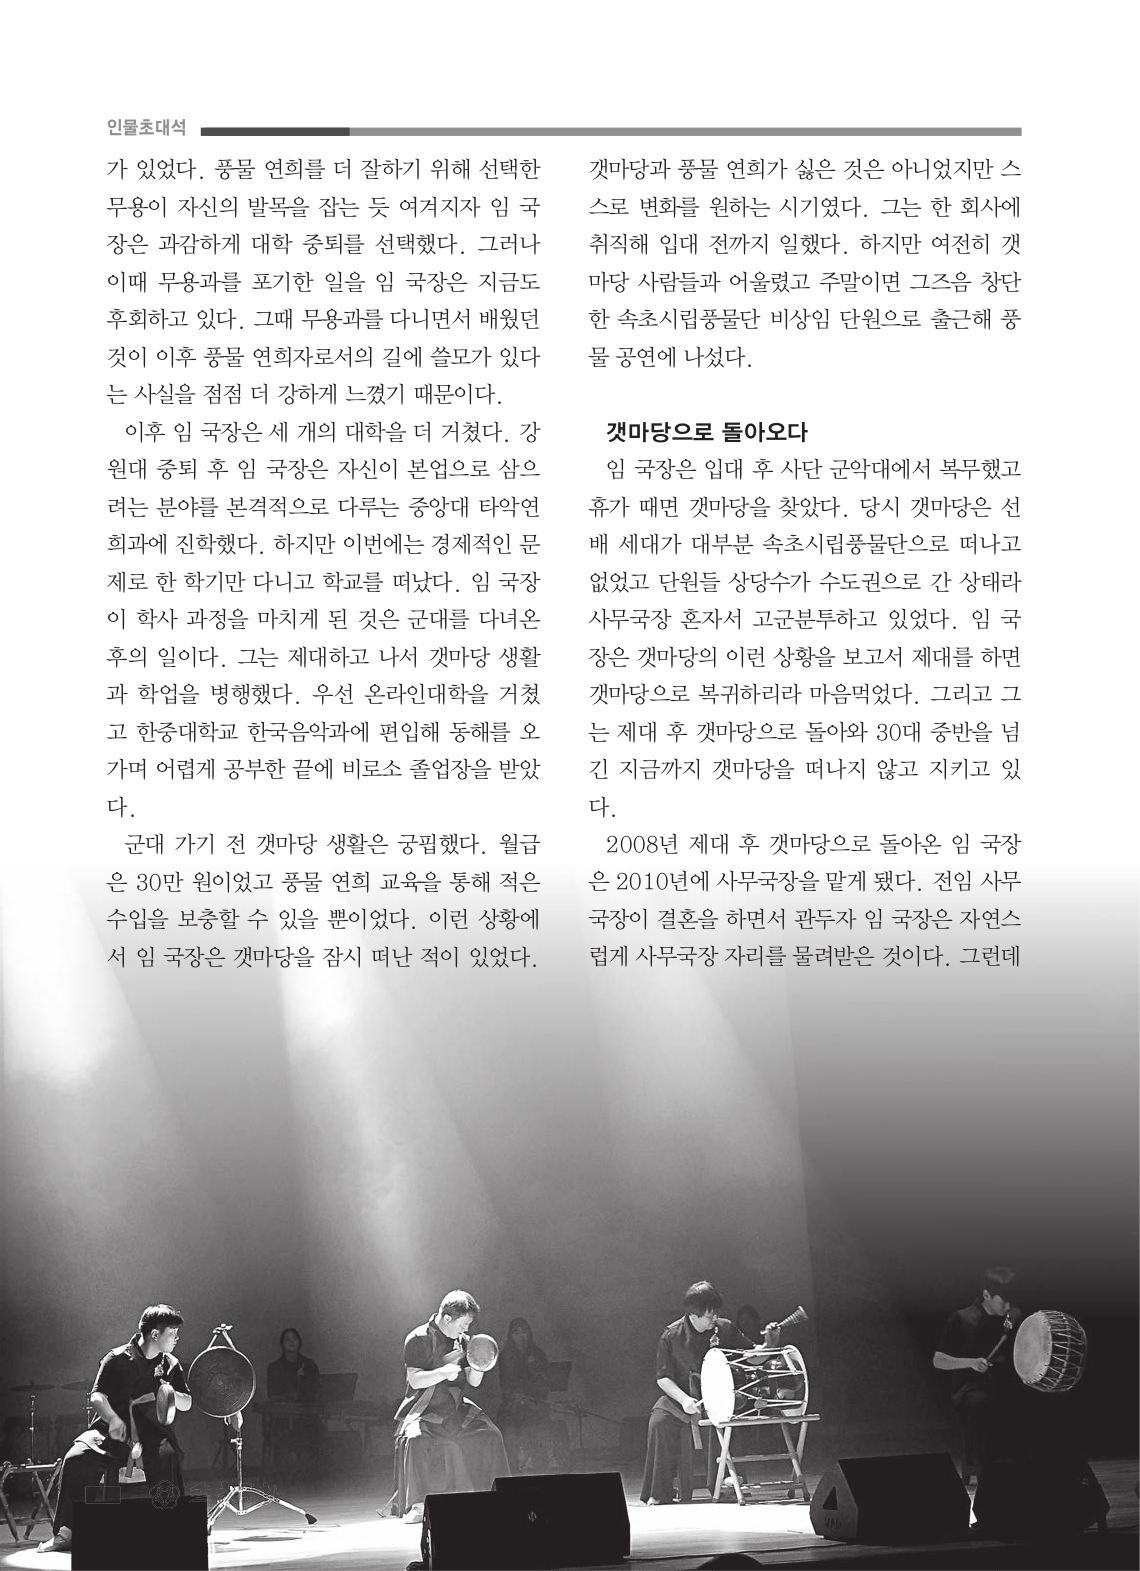 인물초대석
가 있었다. 풍물 연희를 더 잘하기 위해 선택한
무용이 자신의 발목을 잡는 듯 여겨지자 임 국
장은 과감하게 대학 중퇴를 선택했다. 그러나
이때 무용과를 포기한 일을 임 국장은 지금도
후회하고 있다. 그때 무용과를 다니면서 배웠던
것이 이후 풍물 연희자로서의 길에 쓸모가 있다
는 사실을 점점 더 강하게 느꼈기 때문이다.
이후 임 국장은 세 개의 대학을 더 거쳤다. 강
원대 중퇴 후 임 국장은 자신이 본업으로 삼으
려는 분야를 본격적으로 다루는 중앙대 타악연
희과에 진학했다. 하지만 이번에는 경제적인 문
제로 한 학기만 다니고 학교를 떠났다. 임 국장
이 학사 과정을 마치게 된 것은 군대를 다녀온
후의 일이다. 그는 제대하고 나서 갯마당 생활
과 학업을 병행했다. 우선 온라인대학을 거쳤
고 한중대학교 한국음악과에 편입해 동해를 오
가며 어렵게 공부한 끝에 비로소 졸업장을 받았
다.
군대 가기 전 갯마당 생활은 궁핍했다. 월급
은 30만 원이었고 풍물 연희 교육을 통해 적은
수입을 보충할 수 있을 뿐이었다. 이런 상황에
서 임 국장은 갯마당을 잠시 떠난 적이 있었다.
갯마당과 풍물 연희가 싫은 것은 아니었지만 스
스로 변화를 원하는 시기였다. 그는 한 회사에
취직해 입대 전까지 일했다. 하지만 여전히 갯
마당 사람들과 어울렸고 주말이면 그즈음 창단
한 속초시립풍물단 비상임 단원으로 출근해 풍
물 공연에 나섰다.
갯마당으로 돌아오다
임 국장은 입대 후 사단 군악대에서 복무했고
휴가 때면 갯마당을 찾았다. 당시 갯마당은 선
배 세대가 대부분 속초시립풍물단으로 떠나고
없었고 단원들 상당수가 수도권으로 간 상태라
사무국장 혼자서 고군분투하고 있었다. 임 국
장은 갯마당의 이런 상황을 보고서 제대를 하면
갯마당으로 복귀하리라 마음먹었다. 그리고 그
는 제대 후 갯마당으로 돌아와 30대 중반을 넘
긴 지금까지 갯마당을 떠나지 않고 지키고 있
다.
2008년 제대 후 갯마당으로 돌아온 임 국장
은 2010년에 사무국장을 맡게 됐다. 전임 사무
국장이 결혼을 하면서 관두자 임 국장은 자연스
럽게 사무국장 자리를 물려받은 것이다. 그런데